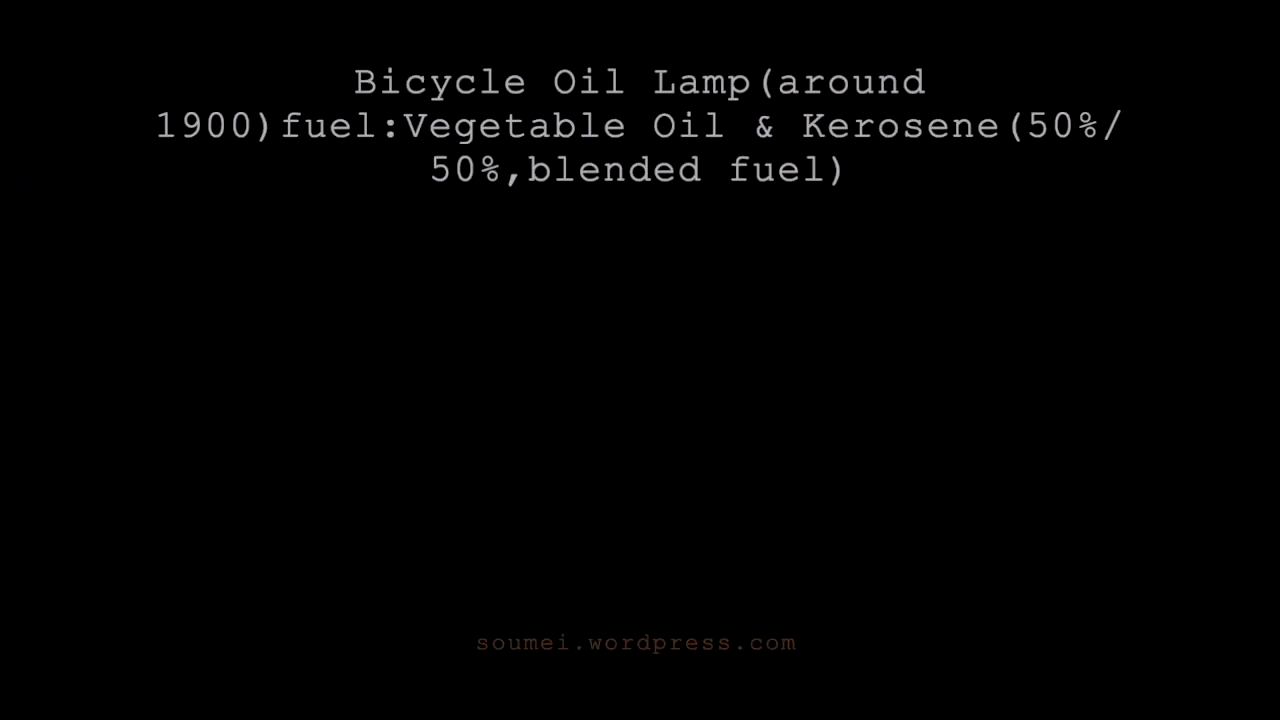 Bicycle Oil Lamp(around
1900)fuel:Vegetable Oil & Kerosene(50%/
50%,blended fuel)
soumei.wordpress.com